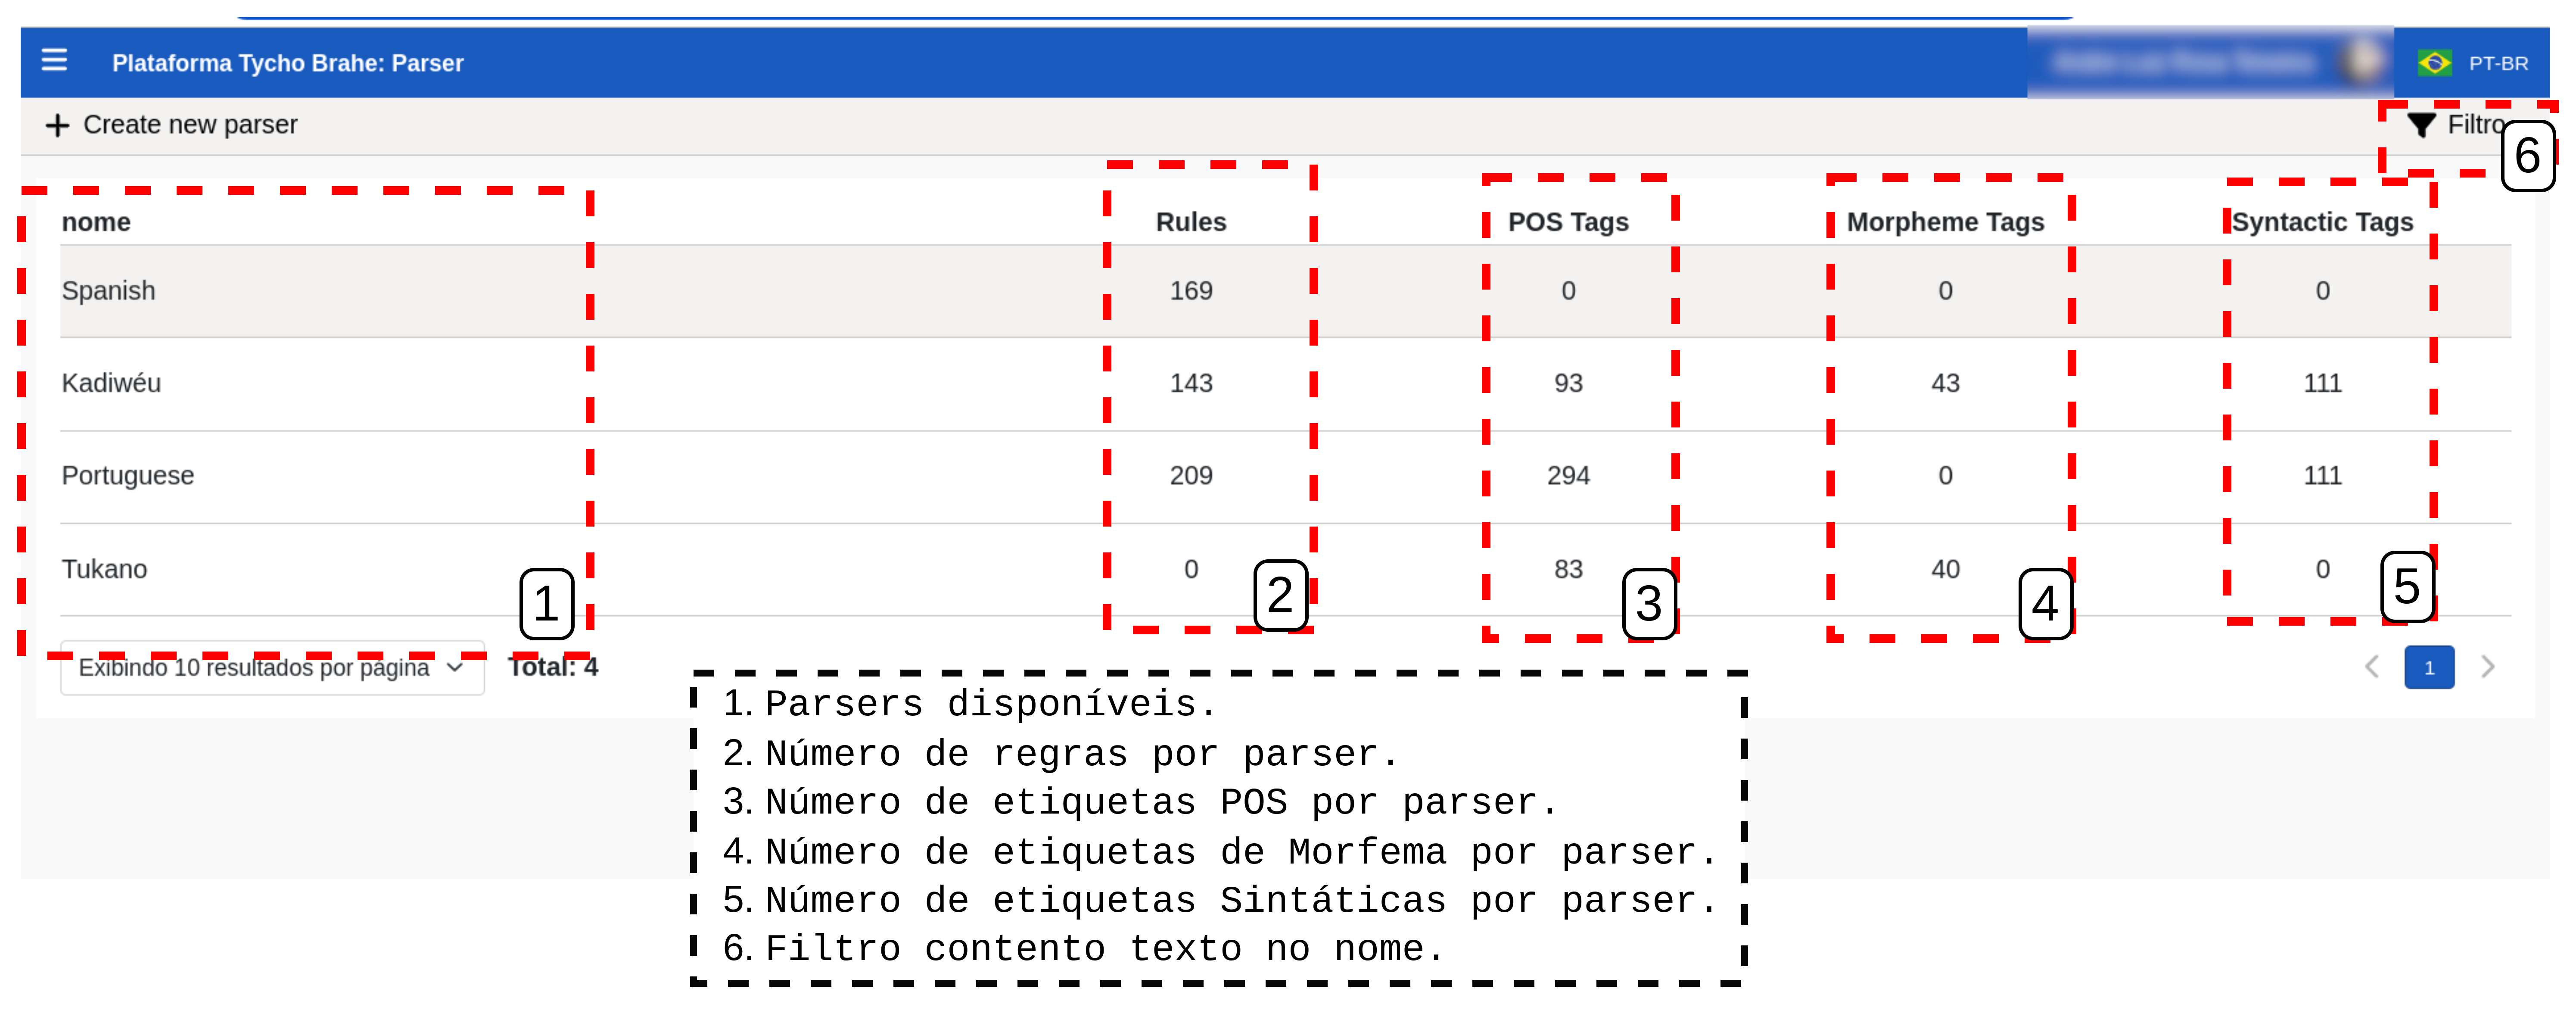 Plataforma Tycho Brahe: Parser PT-BR
Create new parser Filtro 6
nome Rules POS Tags Morpheme Tags Syntactic Tags
Spanish 169 0 0 0
Kadiwéu 143 93 43 111
Portuguese 209 294 0 111
Tukano 0 83 40 0
1 2 3 4 5
Exibindo 10 resultados por página Total: 4 1
1. Parsers disponíveis.
2. Número de regras por parser.
3. Número de etiquetas POS por parser.
4. Número de etiquetas de Morfema por parser.
5. Número de etiquetas Sintáticas por parser.
6. Filtro contento texto no nome.